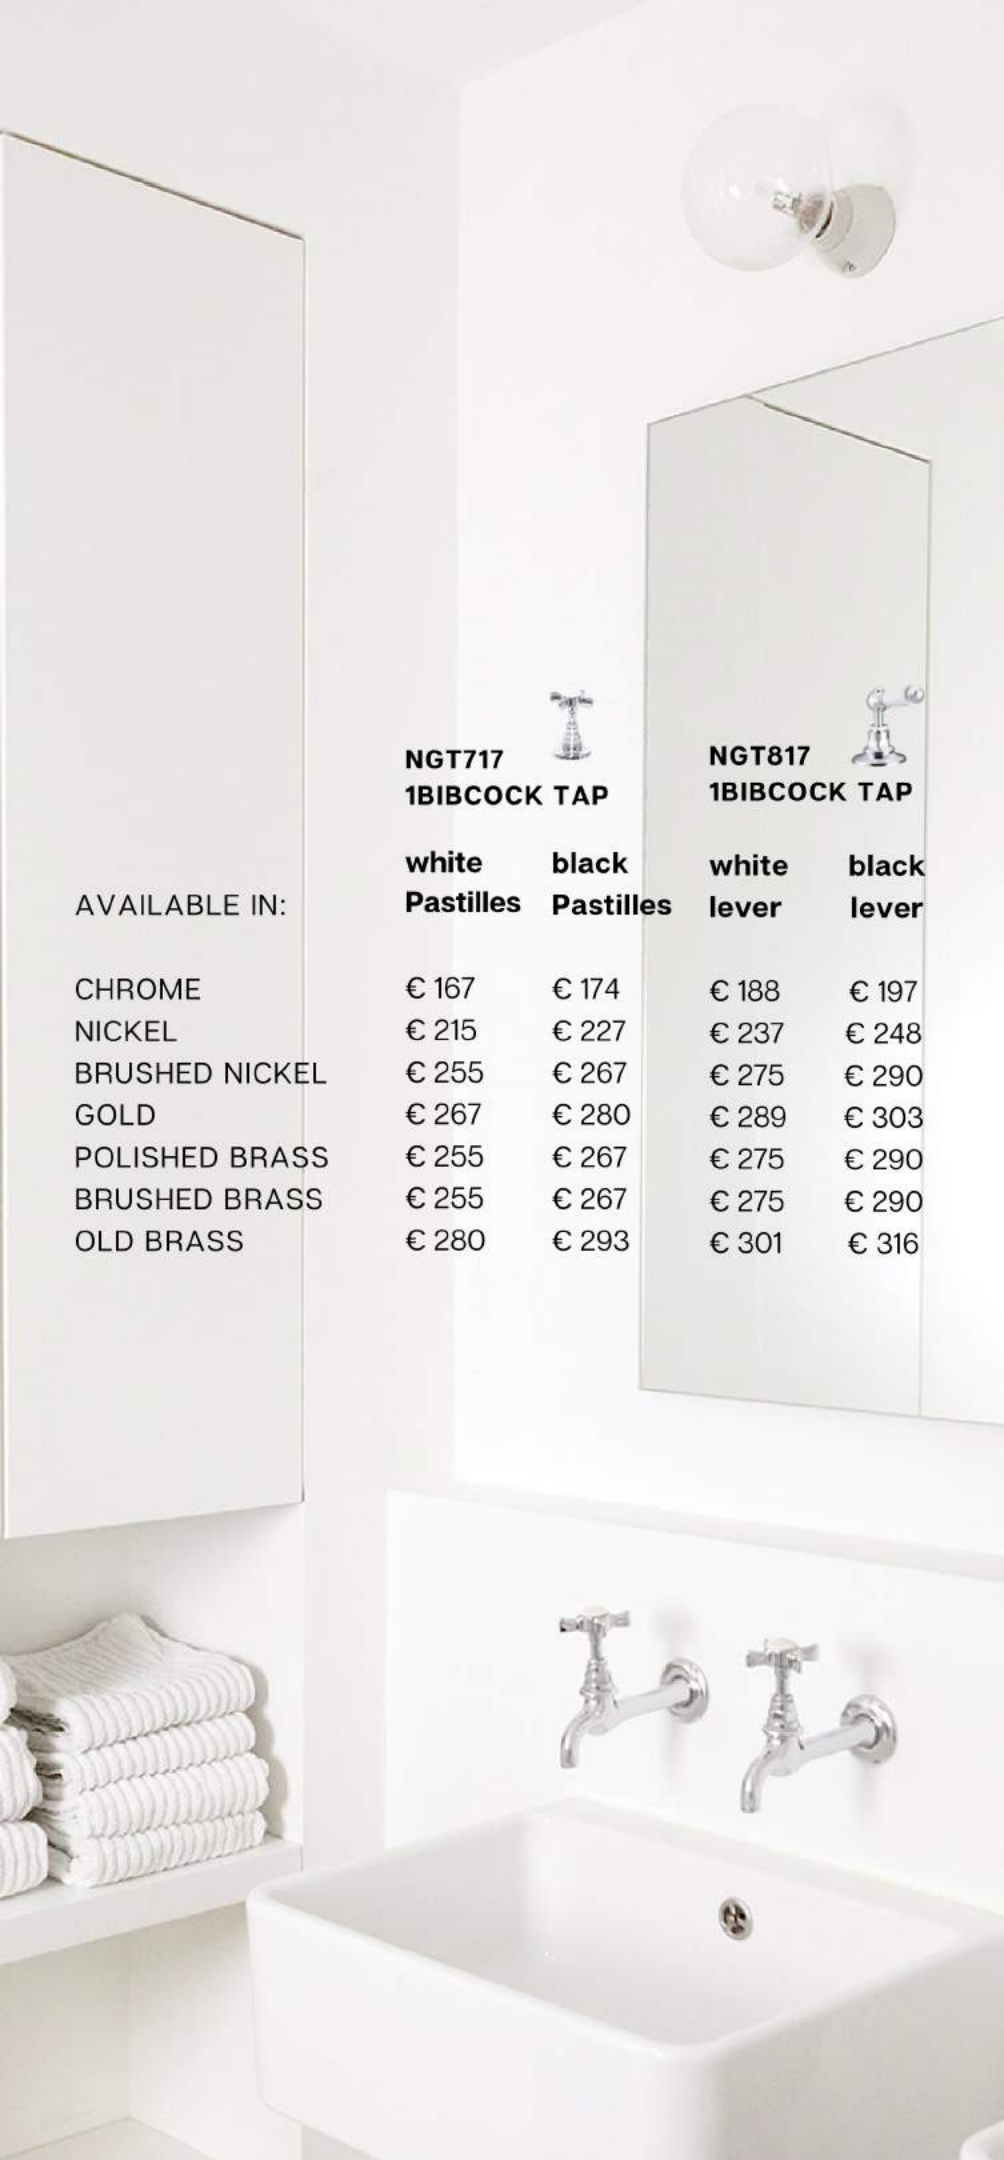 NGT717
1BIBCOCK TAP
NGT817
1BIBCOCK TAP
AVAILABLE IN:
white Pastilles
black Pastilles
white lever
black lever
CHROME € 167 € 174 € 188 € 197
NICKEL € 215 € 227 € 237 € 248
BRUSHED NICKEL € 255 € 267 € 275 € 290
GOLD € 267 € 280 € 289 € 303
POLISHED BRASS € 255 € 267 € 275 € 290
BRUSHED BRASS € 255 € 267 € 275 € 290
OLD BRASS € 280 € 293 € 301 € 316